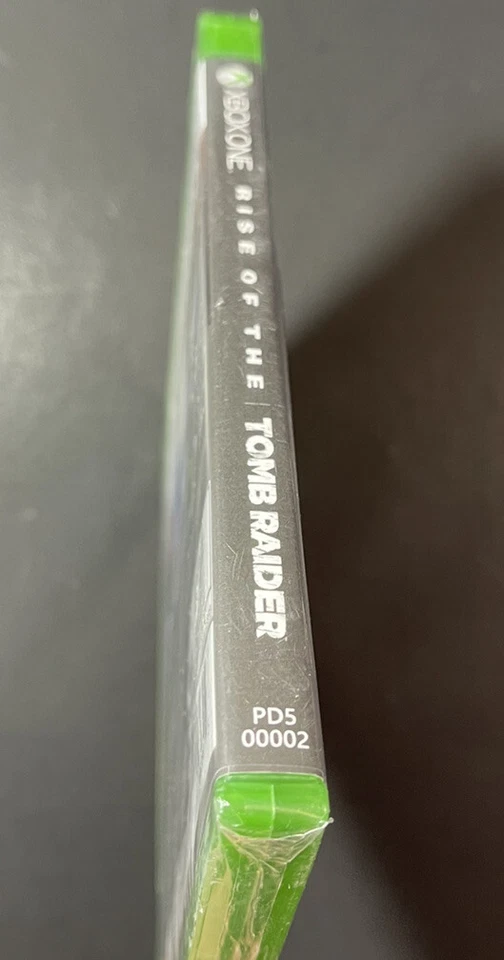 XBOX ONE RISE OF THE TOMB RAIDER
PD5
00002